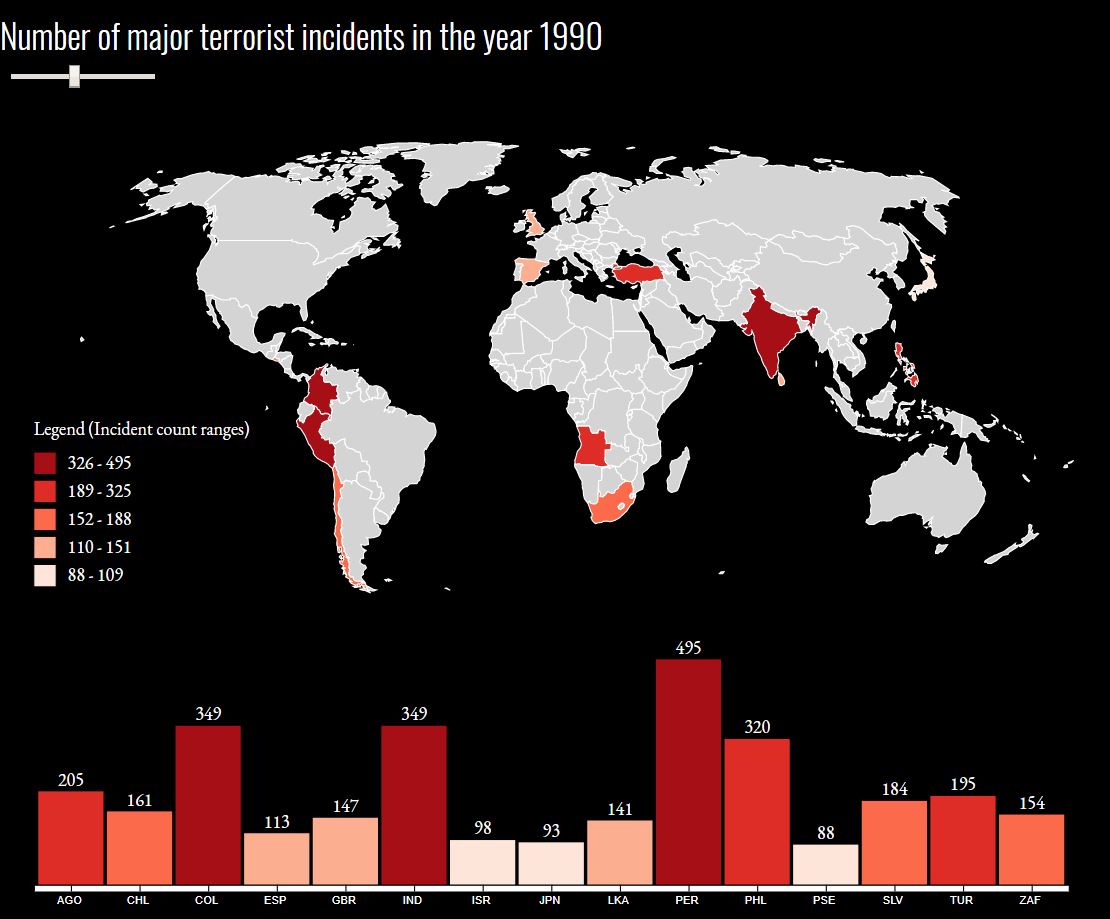 Number of major terrorist incidents in the year 1990
Legend (Incident count ranges)
326 - 495
189 - 325
152 - 188
110 - 151
88 - 109
205
161
349
113
147
349
98
93
141
495
320
88
184
195
154
AGO
CHL
COL
ESP
GBR
IND
ISR
JPN
LKA
PER
PHL
PSE
SLV
TUR
ZAF